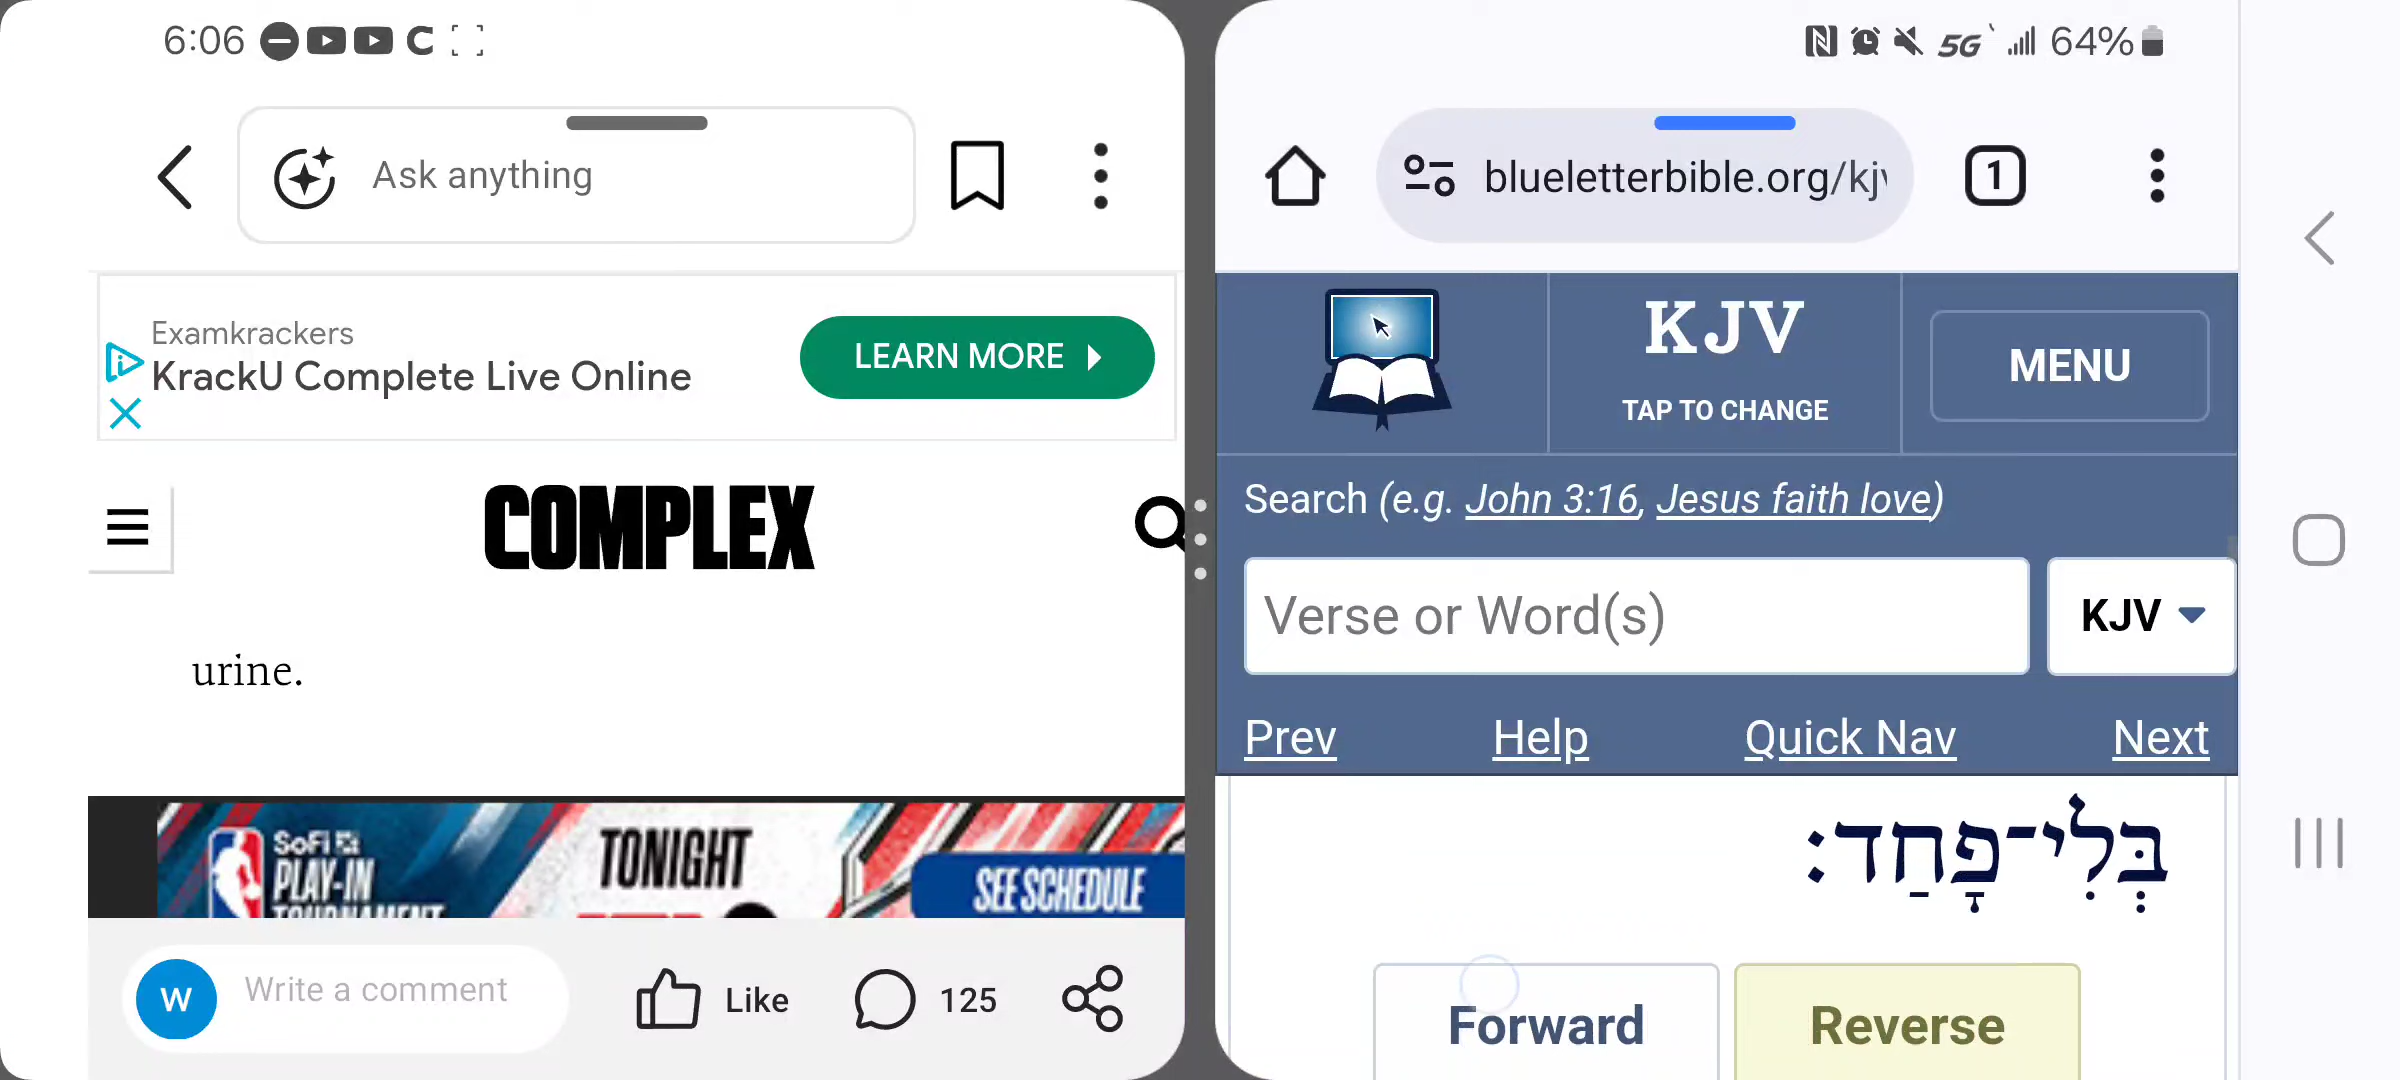 6:06
64%
5G
Ask anything
blueletterbible.org/kj
1
Examkrackers
KrackU Complete Live Online
LEARN MORE
KJV
TAP TO CHANGE
MENU
COMPLEX
Search (e.g. John 3:16, Jesus faith love)
Verse or Word(s)
KJV
urine.
Prev
Help
Quick Nav
Next
SoFi
PLAY-IN
TOURNAMENT
TONIGHT
SEE SCHEDULE
בְּלִי־פָֽחַד׃
W
Write a comment
Like
125
Forward
Reverse